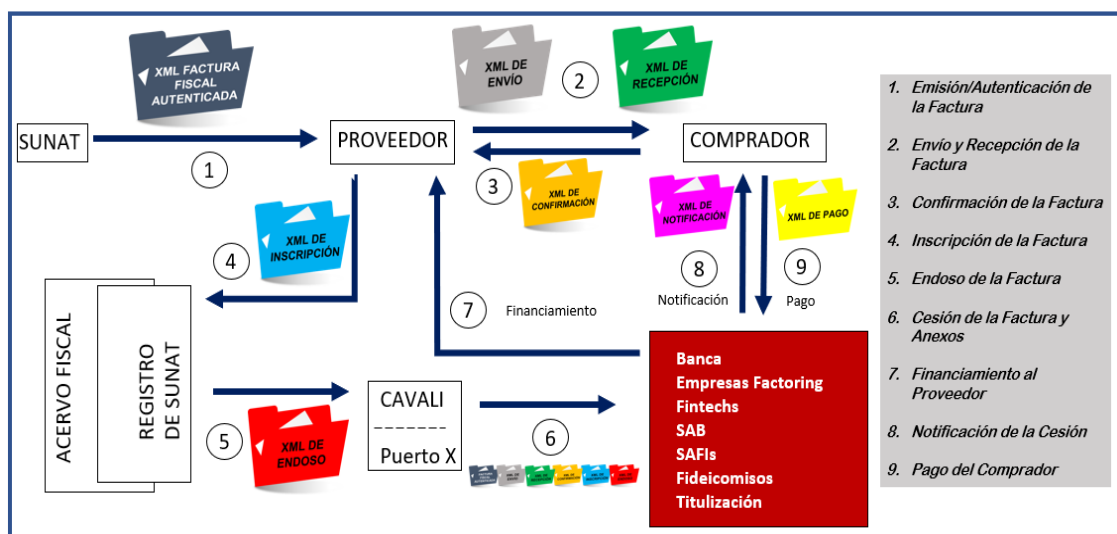 XML FACTURA
FISCAL
AUTENTICADA
XML DE
ENVÍO
2
XML DE
RECEPCIÓN
SUNAT
1
PROVEEDOR
COMPRADOR
3
XML DE
CONFIRMACIÓN
XML DE
NOTIFICACIÓN
XML DE PAGO
4
XML DE
INSCRIPCIÓN
8
Notificación
9
Pago
7
Financiamiento
ACERVO FISCAL
REGISTRO
DE SUNAT
5
XML DE
ENDOSO
CAVALI
-------
Puerto X
6
Banca
Empresas Factoring
Fintechs
SAB
SAFIs
Fideicomisos
Titulización
1. Emisión/Autenticación de
la Factura
2. Envío y Recepción de la
Factura
3. Confirmación de la Factura
4. Inscripción de la Factura
5. Endoso de la Factura
6. Cesión de la Factura y
Anexos
7. Financiamiento al
Proveedor
8. Notificación de la Cesión
9. Pago del Comprador